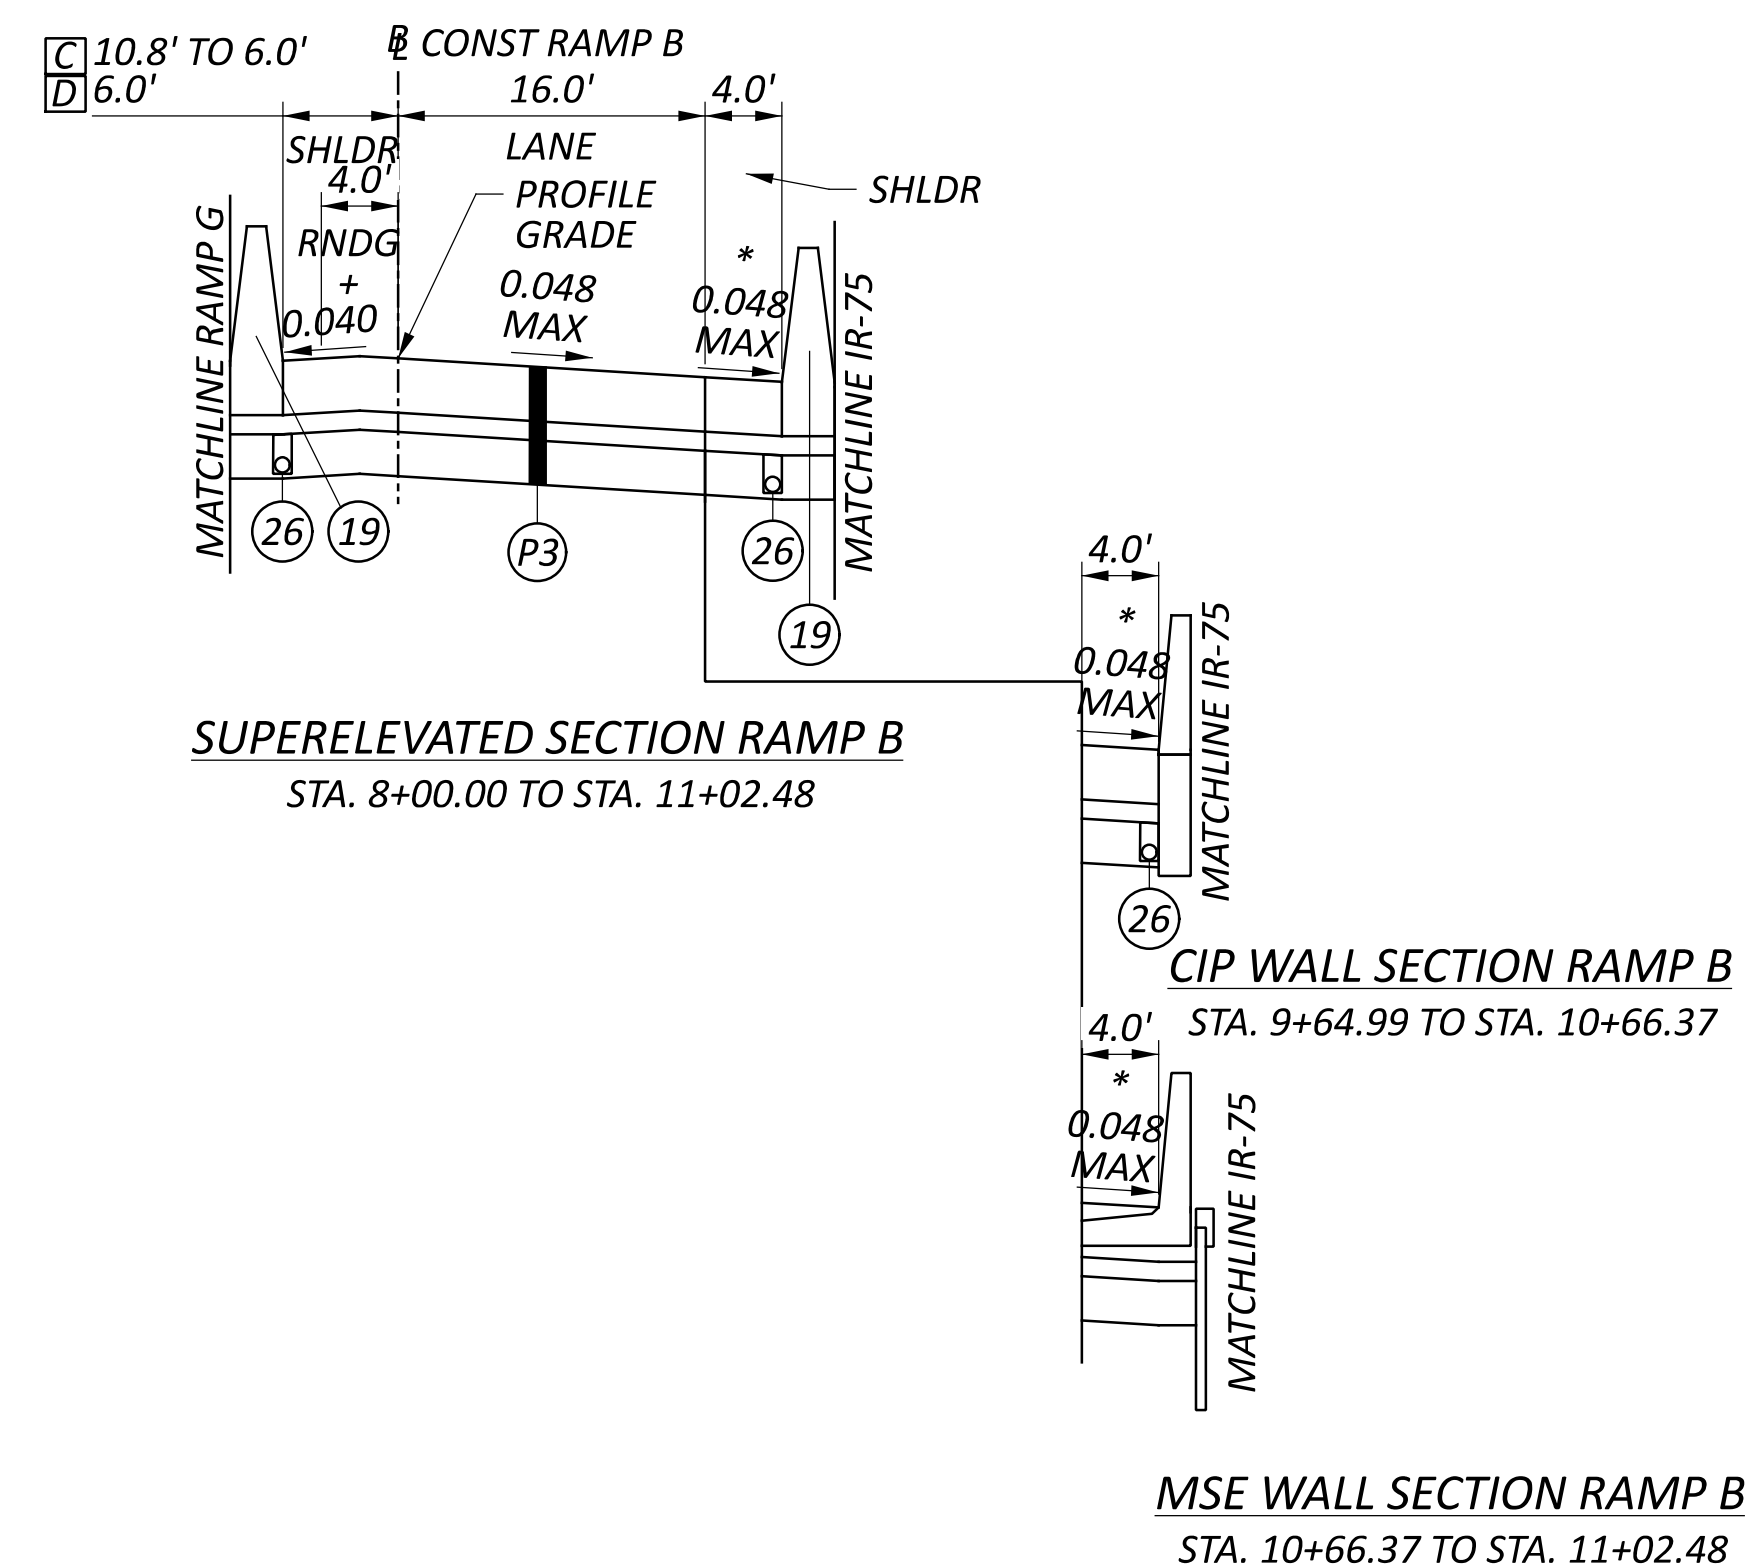 C 10.8' TO 6.0'
D 6.0'
BL CONST RAMP B
16.0'
4.0'
SHLDR
LANE
4.0'
PROFILE
GRADE
SHLDR
RNDG
+
0.040
0.048
MAX
*
0.048
MAX
MATCHLINE RAMP G
MATCHLINE IR-75
26
19
P3
26
19
SUPERELEVATED SECTION RAMP B
STA. 8+00.00 TO STA. 11+02.48
4.0'
*
0.048
MAX
MATCHLINE IR-75
26
CIP WALL SECTION RAMP B
STA. 9+64.99 TO STA. 10+66.37
4.0'
*
0.048
MAX
MATCHLINE IR-75
MSE WALL SECTION RAMP B
STA. 10+66.37 TO STA. 11+02.48